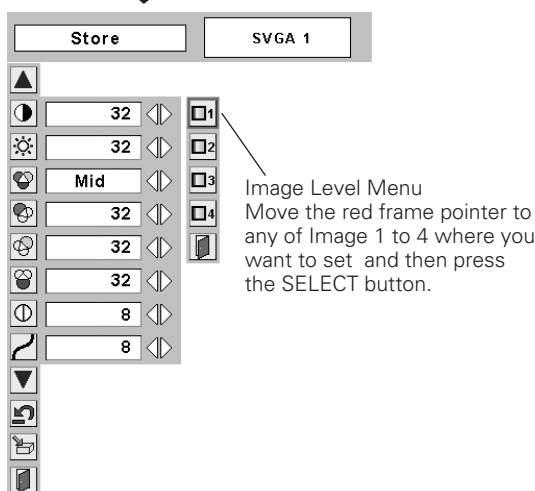 Store
SVGA 1
32
1
32
2
Mid
3
32
4
32
32
8
8
Image Level Menu
Move the red frame pointer to
any of Image 1 to 4 where you
want to set and then press
the SELECT button.